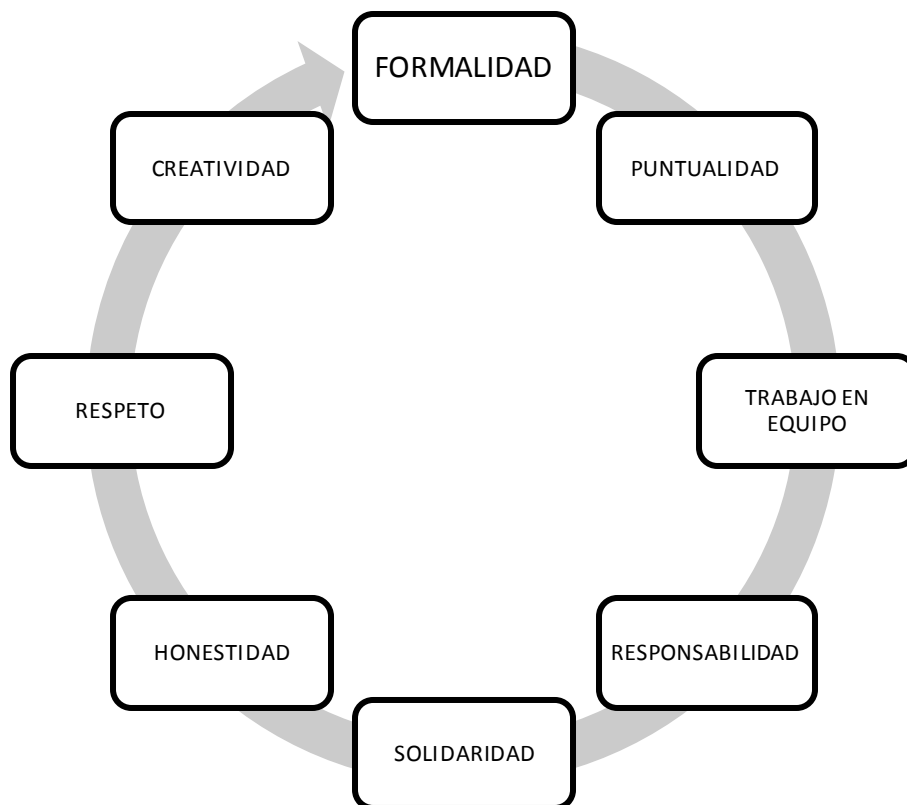 FORMALIDAD
PUNTUALIDAD
TRABAJO EN
EQUIPO
RESPONSABILIDAD
SOLIDARIDAD
HONESTIDAD
RESPETO
CREATIVIDAD